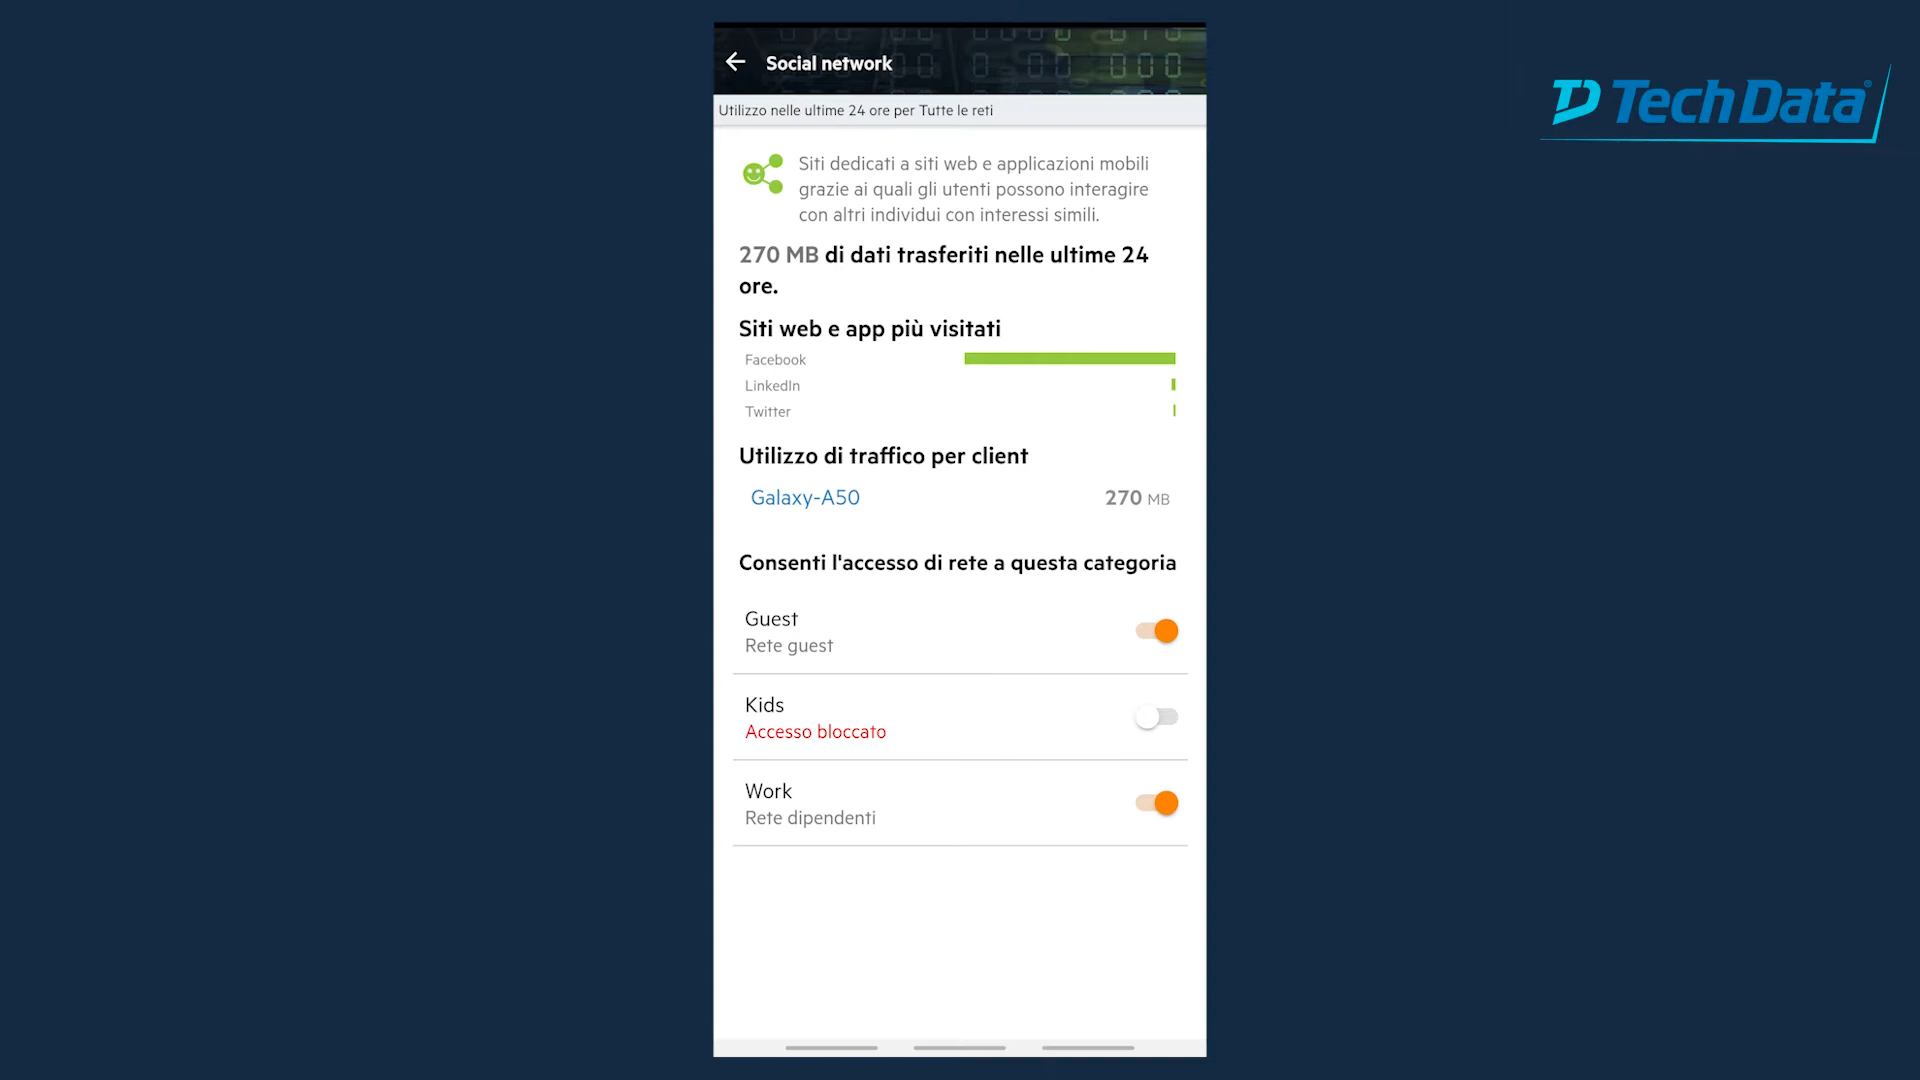 Social network
Utilizzo nelle ultime 24 ore per Tutte le reti
Siti dedicati a siti web e applicazioni mobili
grazie ai quali gli utenti possono interagire
con altri individui con interessi simili.
270 MB di dati trasferiti nelle ultime 24
ore.
Siti web e app più visitati
Facebook
LinkedIn
Twitter
Utilizzo di traffico per client
Galaxy-A50 270 MB
Consenti l'accesso di rete a questa categoria
Guest
Rete guest
Kids
Accesso bloccato
Work
Rete dipendenti
TD Tech Data®